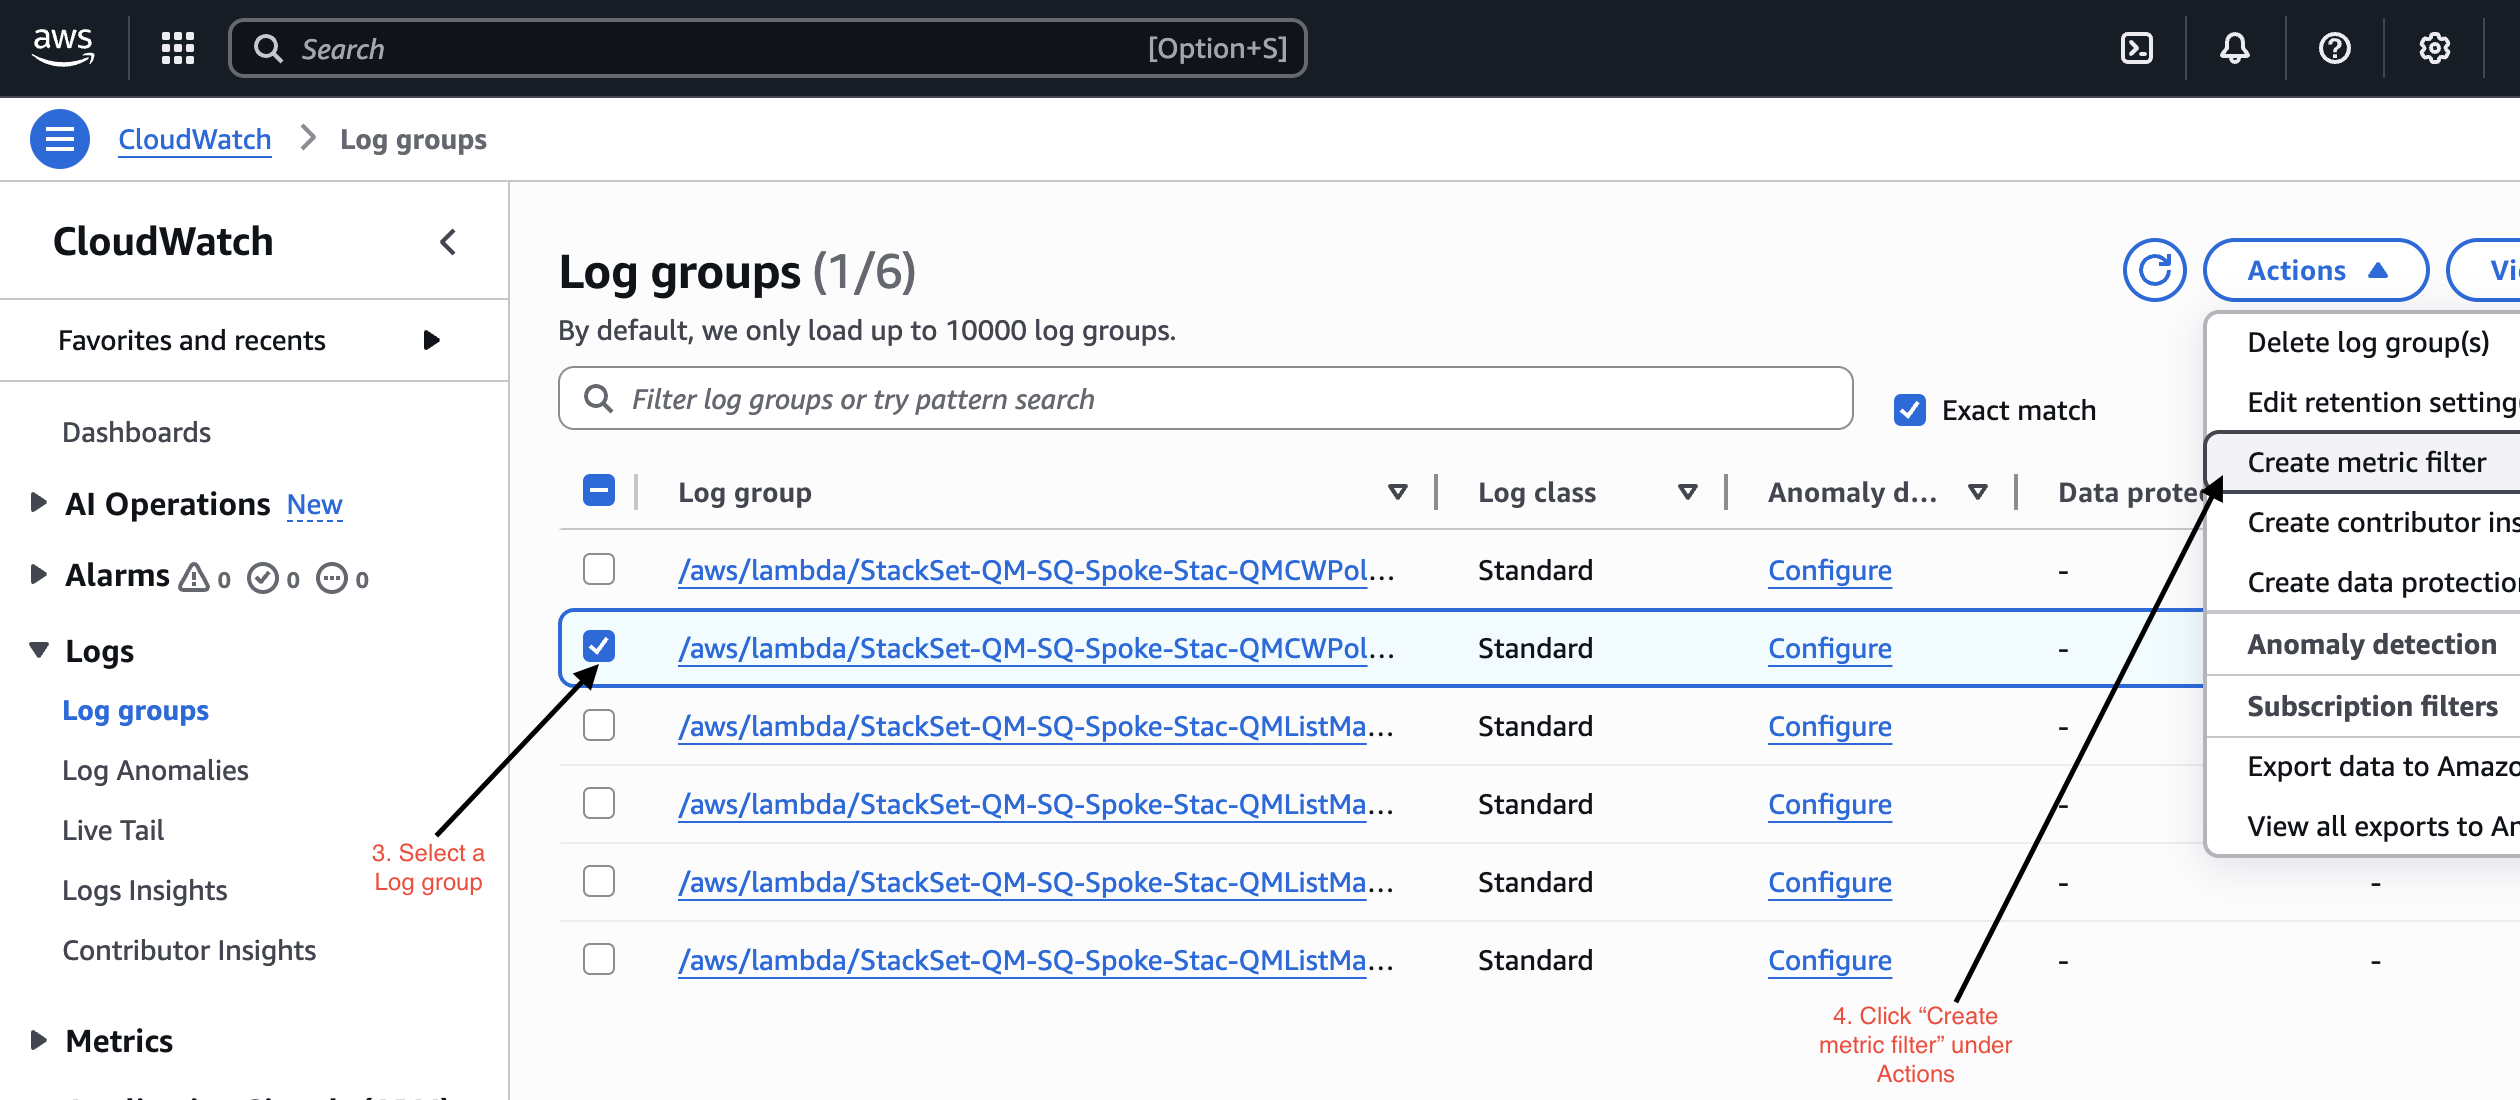 aws
Search [Option+S]
CloudWatch > Log groups
CloudWatch
Favorites and recents
Dashboards
AI Operations New
Alarms 0 0 0
Logs
Log groups
Log Anomalies
Live Tail
Logs Insights
Contributor Insights
Metrics
Log groups (1/6)
By default, we only load up to 10000 log groups.
Filter log groups or try pattern search
Exact match
Actions
Log group Log class Anomaly d... Data
/aws/lambda/StackSet-QM-SQ-Spoke-Stac-QMCWPol... Standard Configure -
/aws/lambda/StackSet-QM-SQ-Spoke-Stac-QMCWPol... Standard Configure -
/aws/lambda/StackSet-QM-SQ-Spoke-Stac-QMListMa... Standard Configure -
/aws/lambda/StackSet-QM-SQ-Spoke-Stac-QMListMa... Standard Configure -
/aws/lambda/StackSet-QM-SQ-Spoke-Stac-QMListMa... Standard Configure - -
/aws/lambda/StackSet-QM-SQ-Spoke-Stac-QMListMa... Standard Configure - -
Delete log group(s)
Edit retention
Create metric filter
Create contributor
Create data
Anomaly detection
Subscription filters
Export data to
View all exports to
3. Select a
Log group
4. Click “Create
metric filter” under
Actions